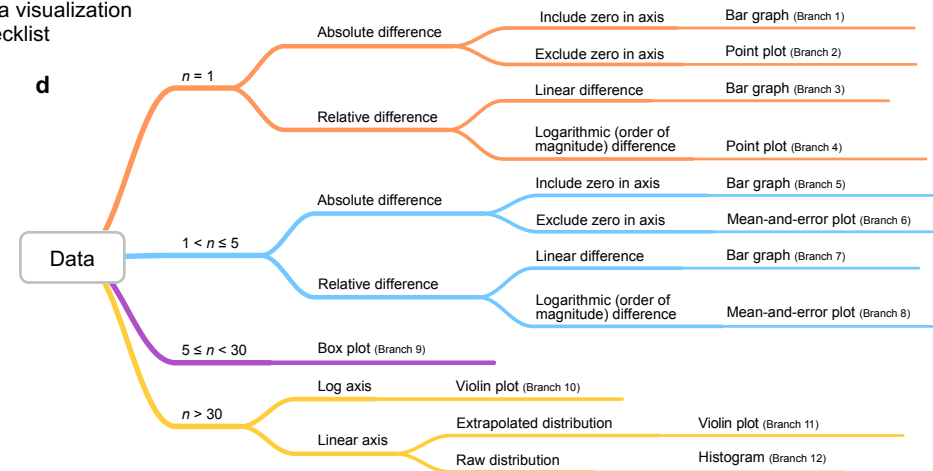 a visualization
ecklist
d
Data
n = 1
Absolute difference
Include zero in axis
Bar graph (Branch 1)
Exclude zero in axis
Point plot (Branch 2)
Relative difference
Linear difference
Bar graph (Branch 3)
Logarithmic (order of
magnitude) difference
Point plot (Branch 4)
1 < n ≤ 5
Absolute difference
Include zero in axis
Bar graph (Branch 5)
Exclude zero in axis
Mean-and-error plot (Branch 6)
Relative difference
Linear difference
Bar graph (Branch 7)
Logarithmic (order of
magnitude) difference
Mean-and-error plot (Branch 8)
5 ≤ n < 30
Box plot (Branch 9)
n > 30
Log axis
Violin plot (Branch 10)
Linear axis
Extrapolated distribution
Violin plot (Branch 11)
Raw distribution
Histogram (Branch 12)